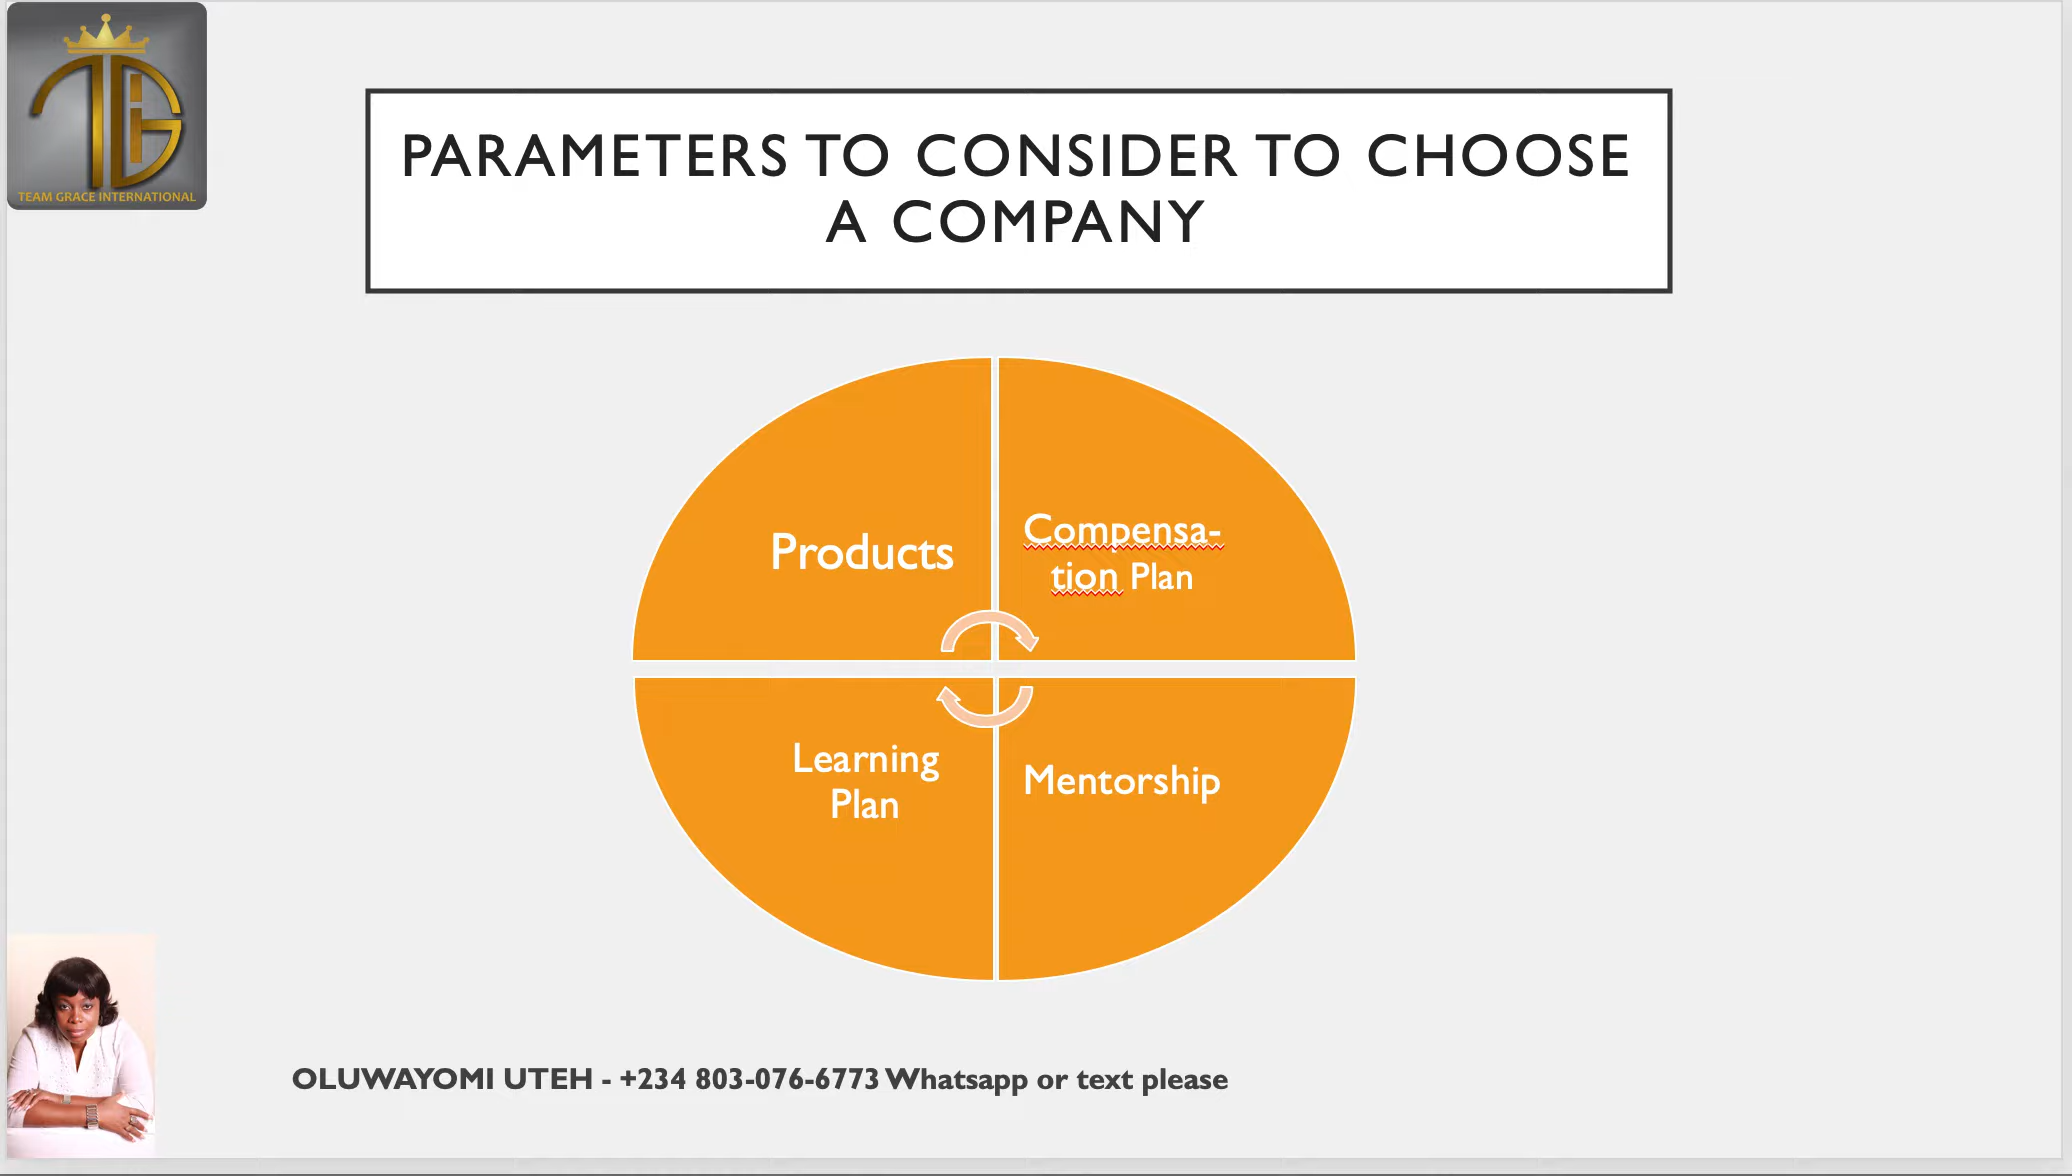 TEAM GRACE INTERNATIONAL
PARAMETERS TO CONSIDER TO CHOOSE
A COMPANY
Products
Compensa-
tion Plan
Learning
Plan
Mentorship
OLUWAYOMI UTEH - +234 803-076-6773 Whatsapp or text please